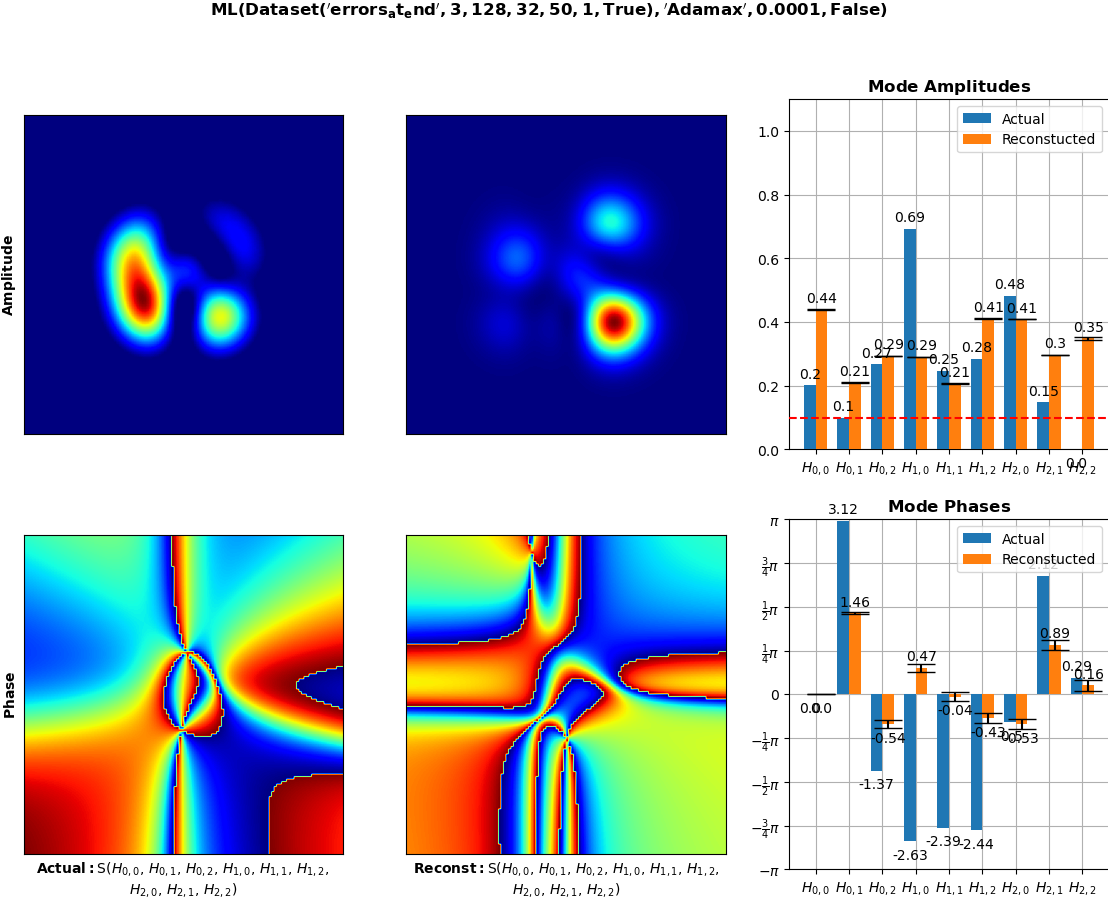 ML(Dataset('errors_at_end', 3, 128, 32, 50, 1, True), 'Adamax', 0.0001, False)
Amplitude
Mode Amplitudes
Actual
Reconstucted
1.0
0.8
0.6
0.4
0.2
0.0
0.2 0.44 0.1 0.21 0.27 0.29 0.69 0.29 0.25 0.21 0.28 0.41 0.48 0.41 0.15 0.3 0.0 0.35
H0,0 H0,1 H0,2 H1,0 H1,1 H1,2 H2,0 H2,1 H2,2
Phase
Mode Phases
Actual
Reconstucted
π
3/4π
1/2π
1/4π
0
−1/4π
−1/2π
−3/4π
−π
0.0 0.0 3.12 1.46 -1.37 -0.54 -2.63 0.47 -2.39 -0.04 -2.44 -0.43 -0.53 0.89 0.29 0.16
H0,0 H0,1 H0,2 H1,0 H1,1 H1,2 H2,0 H2,1 H2,2
Actual: S(H0,0, H0,1, H0,2, H1,0, H1,1, H1,2,
H2,0, H2,1, H2,2)
Reconst: S(H0,0, H0,1, H0,2, H1,0, H1,1, H1,2,
H2,0, H2,1, H2,2)